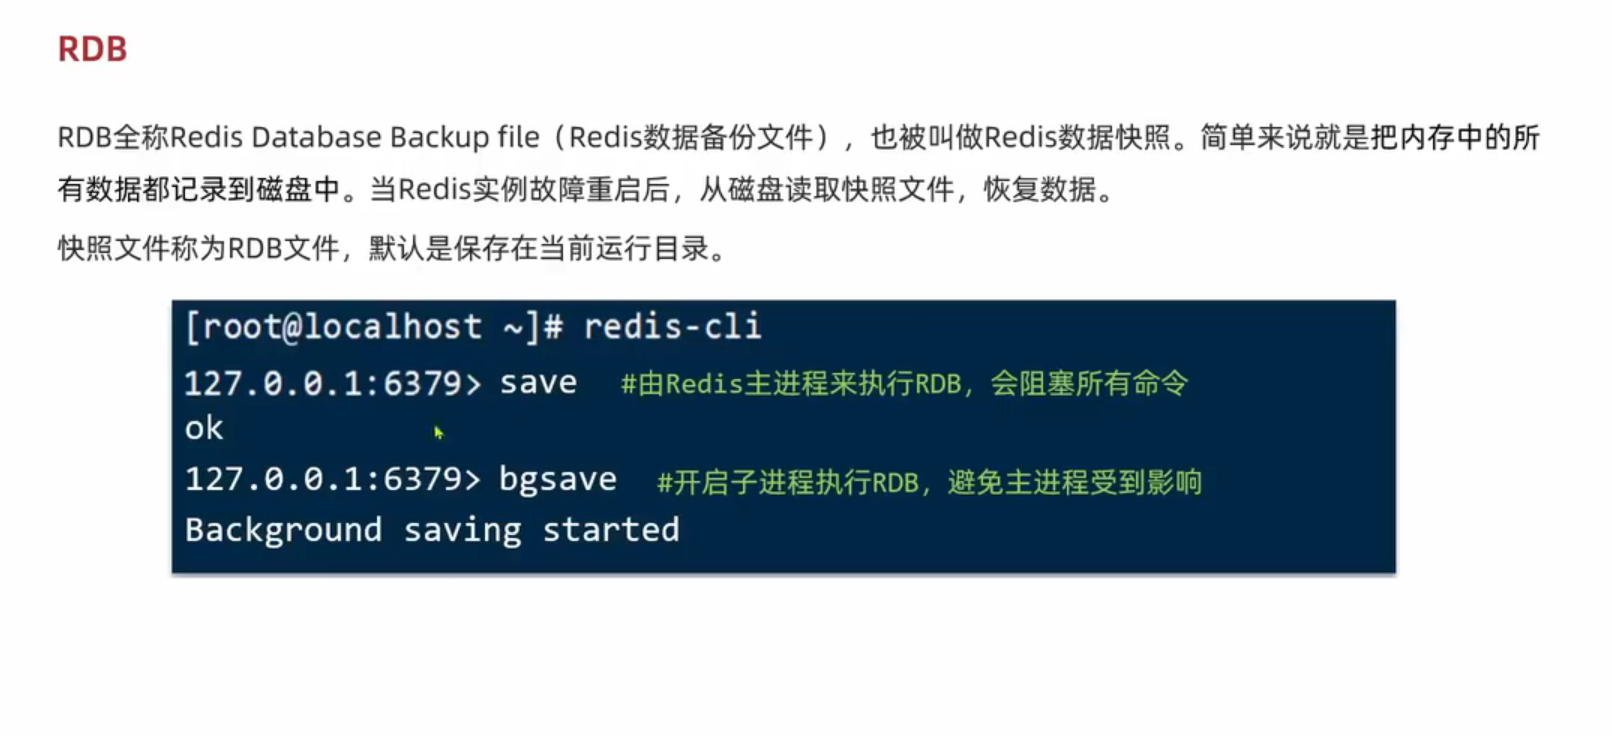 RDB
RDB全称Redis Database Backup file（Redis数据备份文件），也被叫做Redis数据快照。简单来说就是把内存中的所
有数据都记录到磁盘中。当Redis实例故障重启后，从磁盘读取快照文件，恢复数据。
快照文件称为RDB文件，默认是保存在当前运行目录。
[root@localhost ~]# redis-cli
127.0.0.1:6379> save #由Redis主进程来执行RDB，会阻塞所有命令
ok
127.0.0.1:6379> bgsave #开启子进程执行RDB，避免主进程受到影响
Background saving started